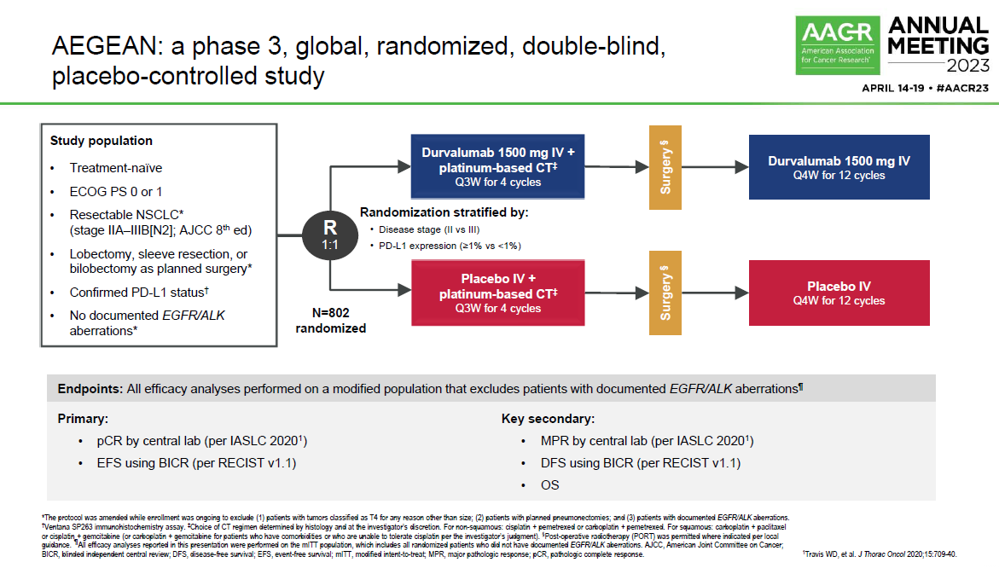 AEGEAN: a phase 3, global, randomized, double-blind,
placebo-controlled study
AACR
American Association
for Cancer Research®
ANNUAL
MEETING
2023
APRIL 14-19 • #AACR23
Study population
• Treatment-naïve
• ECOG PS 0 or 1
• Resectable NSCLC*
(stage IIA–IIIB[N2]; AJCC 8th ed)
• Lobectomy, sleeve resection, or
bilobectomy as planned surgery*
• Confirmed PD-L1 status†
• No documented EGFR/ALK
aberrations*
R
1:1
N=802
randomized
Randomization stratified by:
• Disease stage (II vs III)
• PD-L1 expression (≥1% vs <1%)
Durvalumab 1500 mg IV +
platinum-based CT‡
Q3W for 4 cycles
Surgery§
Durvalumab 1500 mg IV
Q4W for 12 cycles
Placebo IV +
platinum-based CT‡
Q3W for 4 cycles
Surgery§
Placebo IV
Q4W for 12 cycles
Endpoints: All efficacy analyses performed on a modified population that excludes patients with documented EGFR/ALK aberrations¶
Primary:
• pCR by central lab (per IASLC 2020¹)
• EFS using BICR (per RECIST v1.1)
Key secondary:
• MPR by central lab (per IASLC 2020¹)
• DFS using BICR (per RECIST v1.1)
• OS
*The protocol was amended while enrollment was ongoing to exclude (1) patients with tumors classified as T4 for any reason other than size; (2) patients with planned pneumonectomies; and (3) patients with documented EGFR/ALK aberrations.
†Ventana SP263 immunohistochemistry assay. ‡Choice of CT regimen determined by histology and at the investigator's discretion. For non-squamous: cisplatin + pemetrexed or carboplatin + pemetrexed. For squamous: carboplatin + paclitaxel
or cisplatin + gemcitabine (or carboplatin + gemcitabine for patients who have comorbidities or who are unable to tolerate cisplatin per the investigator's judgment). §Post-operative radiotherapy (PORT) was permitted where indicated per local
guidance. ¶All efficacy analyses reported in this presentation were performed on the mITT population, which includes all randomized patients who did not have documented EGFR/ALK aberrations. AJCC, American Joint Committee on Cancer;
BICR, blinded independent central review; DFS, disease-free survival; EFS, event-free survival; mITT, modified intent-to-treat; MPR, major pathologic response; pCR, pathologic complete response.
¹Travis WD, et al. J Thorac Oncol 2020;15:709-40.